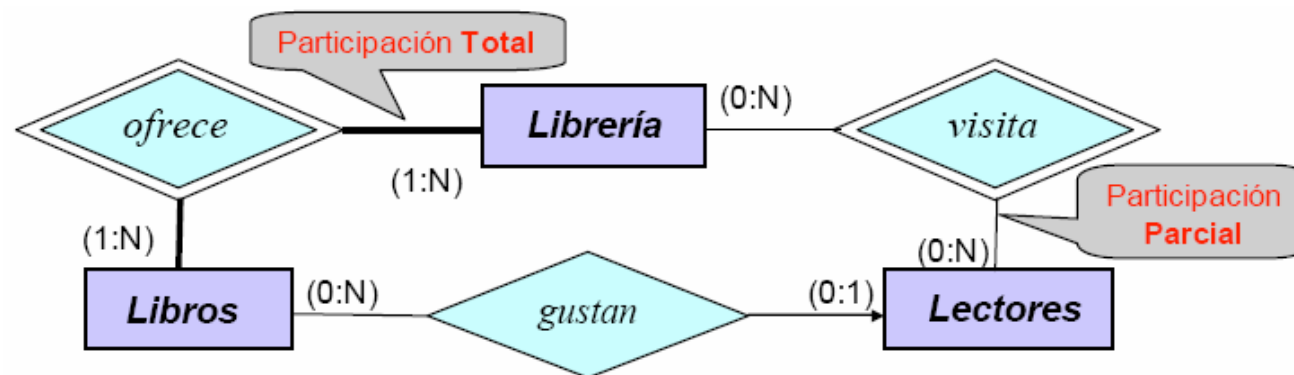 Participación Total
ofrece
Librería
(0:N)
visita
(1:N)
Participación
Parcial
(1:N)
(0:N)
Libros
(0:N)
gustan
(0:1)
Lectores